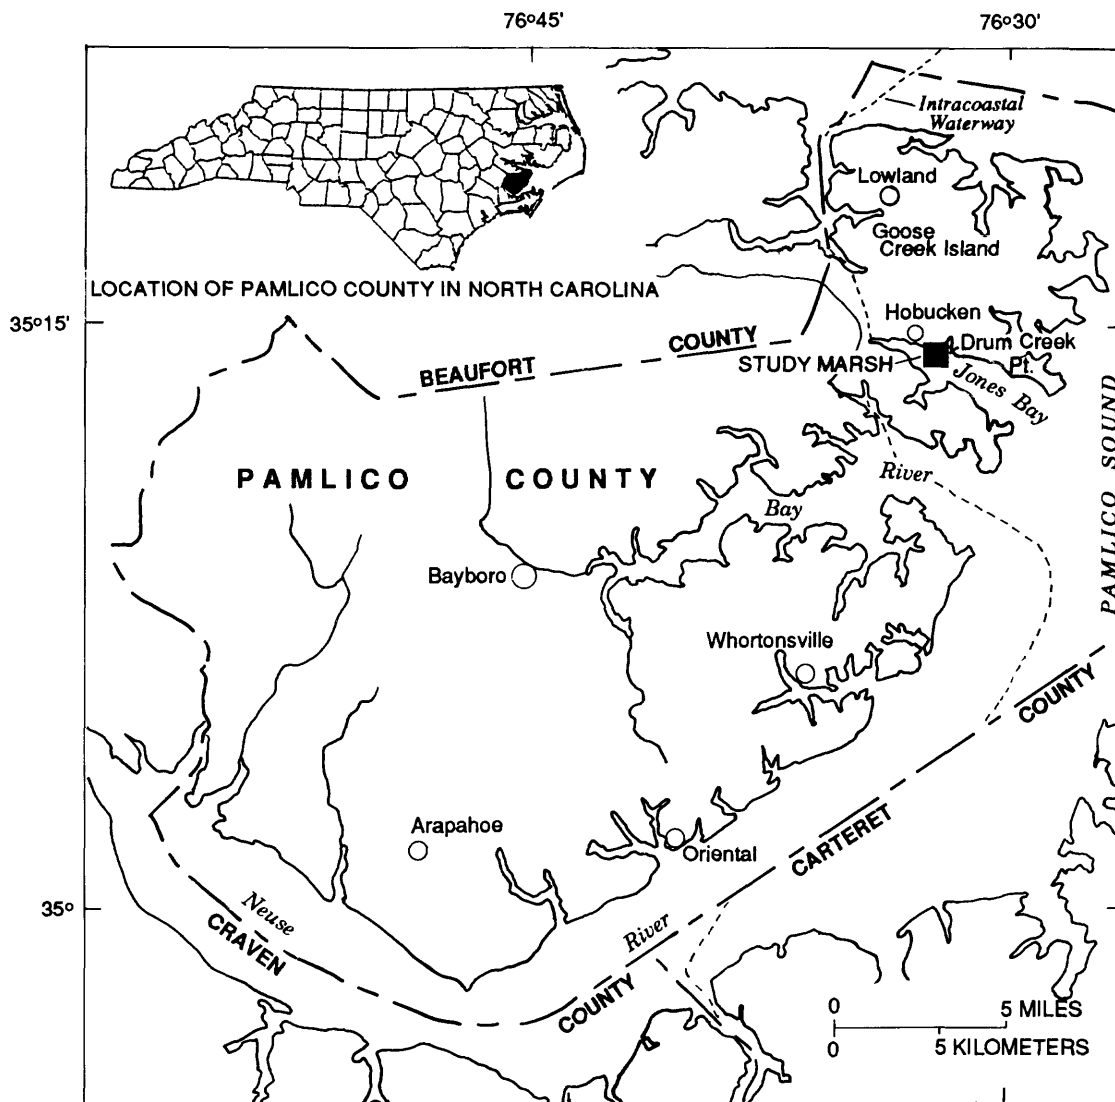 76°45'
76°30'
Intracoastal
Waterway
Lowland
Goose
Creek Island
LOCATION OF PAMLICO COUNTY IN NORTH CAROLINA
35°15'
Hobucken
Drum Creek
Pt.
BEAUFORT
COUNTY
STUDY MARSH
Jones Bay
PAMLICO SOUND
PAMLICO COUNTY
River
Bay
Bayboro
Whortonsville
COUNTY
Arapahoe
Oriental
CARTERET
35°
Neuse
River
CRAVEN
COUNTY
0 5 MILES
0 5 KILOMETERS